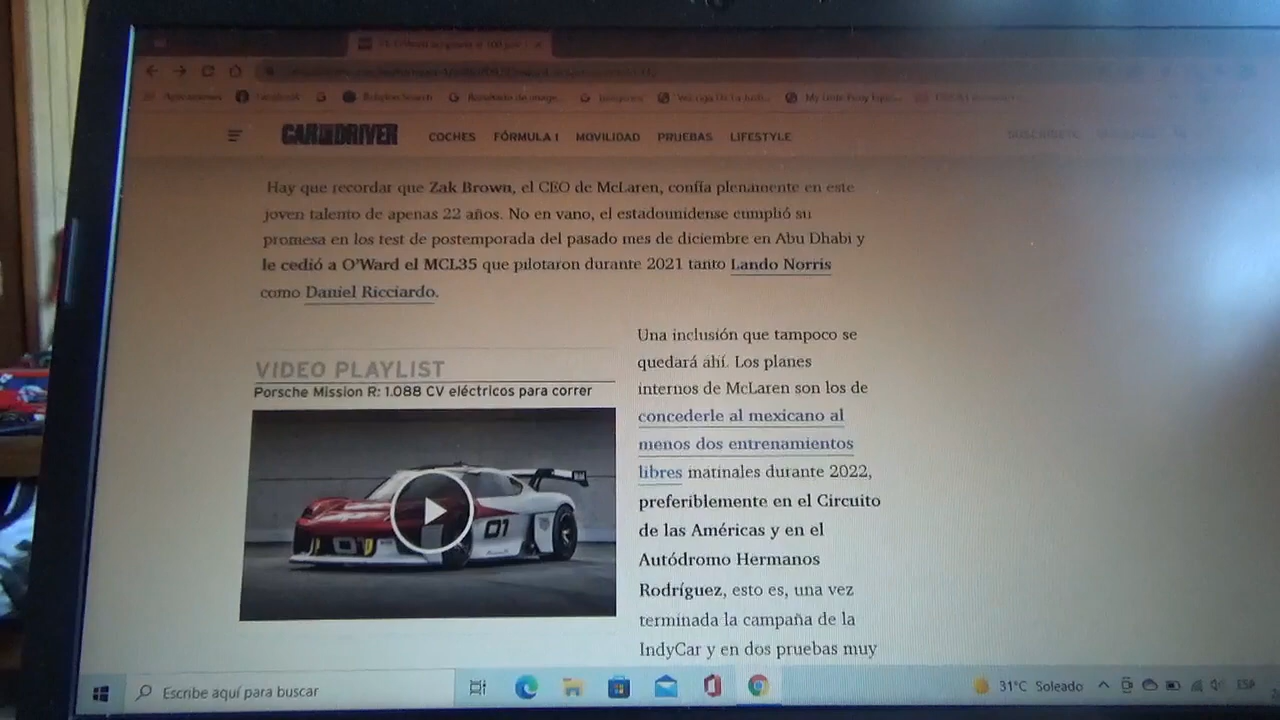 Aplicaciones
Facebook
CAR AND DRIVER
COCHES FÓRMULA 1 MOVILIDAD PRUEBAS LIFESTYLE
SUSCRÍBETE
Hay que recordar que Zak Brown, el CEO de McLaren, confía plenamente en este
joven talento de apenas 22 años. No en vano, el estadounidense cumplió su
promesa en los test de postemporada del pasado mes de diciembre en Abu Dhabi y
le cedió a O'Ward el MCL35 que pilotaron durante 2021 tanto Lando Norris
como Daniel Ricciardo.
VIDEO PLAYLIST
Porsche Mission R: 1.088 CV eléctricos para correr
01
01
Una inclusión que tampoco se
quedará ahí. Los planes
internos de McLaren son los de
concederle al mexicano al
menos dos entrenamientos
libres matinales durante 2022,
preferiblemente en el Circuito
de las Américas y en el
Autódromo Hermanos
Rodríguez, esto es, una vez
terminada la campaña de la
IndyCar y en dos pruebas muy
Escribe aquí para buscar
31°C Soleado
ESP